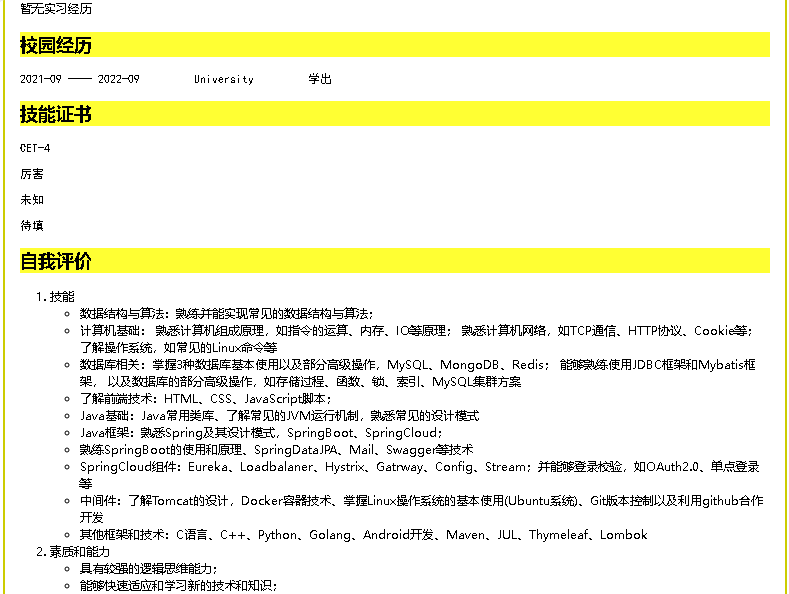 暂无实习经历
校园经历
2021-09 —— 2022-09 University 学出
技能证书
CET-4
厉害
未知
待填
自我评价
1. 技能
数据结构与算法：熟练并能实现常见的数据结构与算法；
计算机基础： 熟悉计算机组成原理，如指令的运算、内存、IO等原理； 熟悉计算机网络，如TCP通信、HTTP协议、Cookie等；
了解操作系统，如常见的Linux命令等
数据库相关：掌握3种数据库基本使用以及部分高级操作，MySQL、MongoDB、Redis； 能够熟练使用JDBC框架和Mybatis框
架， 以及数据库的部分高级操作，如存储过程、函数、锁、索引、MySQL集群方案
了解前端技术：HTML、CSS、JavaScript脚本；
Java基础：Java常用类库、了解常见的JVM运行机制，熟悉常见的设计模式
Java框架：熟悉Spring及其设计模式，SpringBoot、SpringCloud；
熟练SpringBoot的使用和原理、SpringDataJPA、Mail、Swagger等技术
SpringCloud组件：Eureka、Loadbalaner、Hystrix、Gatrway、Config、Stream；并能够登录校验，如OAuth2.0、单点登录
等
中间件：了解Tomcat的设计，Docker容器技术、掌握Linux操作系统的基本使用(Ubuntu系统)、Git版本控制以及利用github合作
开发
其他框架和技术：C语言、C++、Python、Golang、Android开发、Maven、JUL、Thymeleaf、Lombok
2. 素质和能力
具有较强的逻辑思维能力；
能够快速适应和学习新的技术和知识；